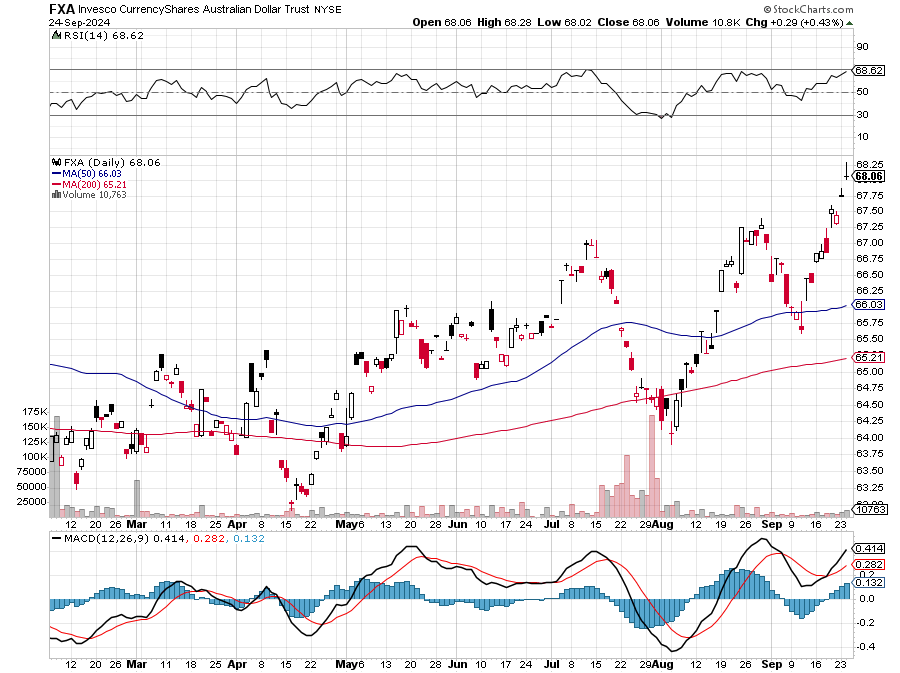 FXA Invesco CurrencyShares Australian Dollar Trust NYSE
© StockCharts.com
24-Sep-2024
Open 68.06 High 68.28 Low 68.02 Close 68.06 Volume 10.8K Chg +0.29 (+0.43%)
RSI(14) 68.62
90
68.62
50
30
10
FXA (Daily) 68.06
MA(50) 66.03
MA(200) 65.21
Volume 10,763
68.25
68.06
67.75
67.50
67.25
67.00
66.75
66.50
66.25
66.03
65.75
65.50
65.21
65.00
64.75
64.50
64.25
64.00
63.75
63.50
63.25
10763
175K
150K
125K
100K
75000
50000
25000
12 20 26 Mar 11 18 25 Apr 8 15 22 May 6 13 20 28 Jun 10 17 24 Jul 8 15 22 29 Aug 12 19 26 Sep 9 16 23
MACD(12,26,9) 0.414, 0.282, 0.132
0.414
0.282
0.2
0.132
0.0
-0.2
-0.4
12 20 26 Mar 11 18 25 Apr 8 15 22 May 6 13 20 28 Jun 10 17 24 Jul 8 15 22 29 Aug 12 19 26 Sep 9 16 23